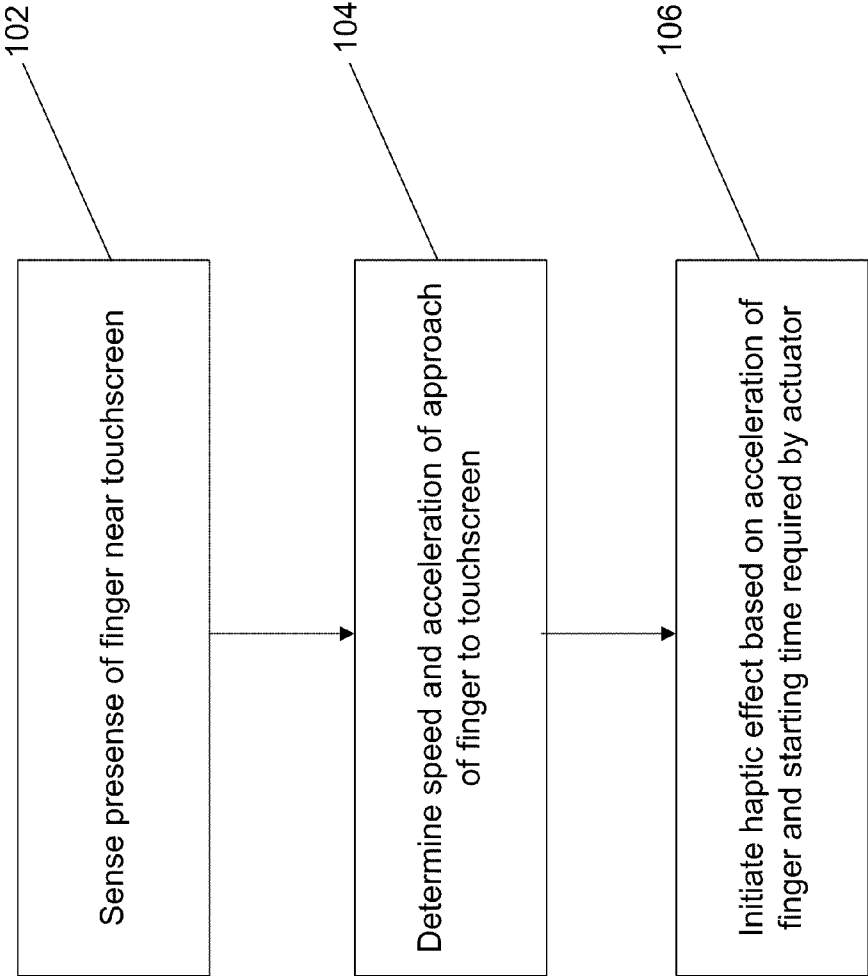 102
Sense presense of finger near touchscreen
104
Determine speed and acceleration of approach
of finger to touchscreen
106
Initiate haptic effect based on acceleration of
finger and starting time required by actuator